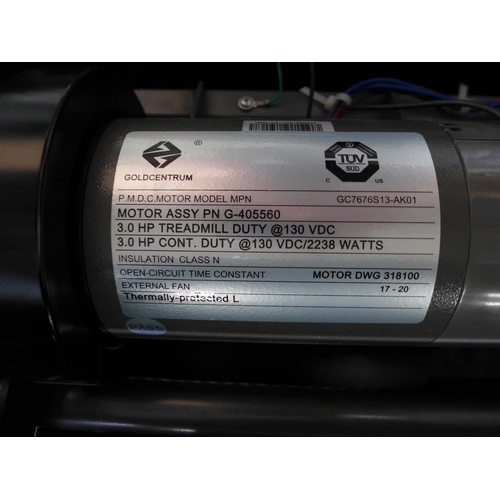 GOLDCENTRUM ®
TÜV
SÜD
C US
P.M.D.C.MOTOR MODEL MPN GC7676S13-AK01
MOTOR ASSY PN G-405560
3.0 HP TREADMILL DUTY @130 VDC
3.0 HP CONT. DUTY @130 VDC/2238 WATTS
INSULATION CLASS N
OPEN-CIRCUIT TIME CONSTANT MOTOR DWG 318100
EXTERNAL FAN 17 - 20
Thermally-protected L
PASS